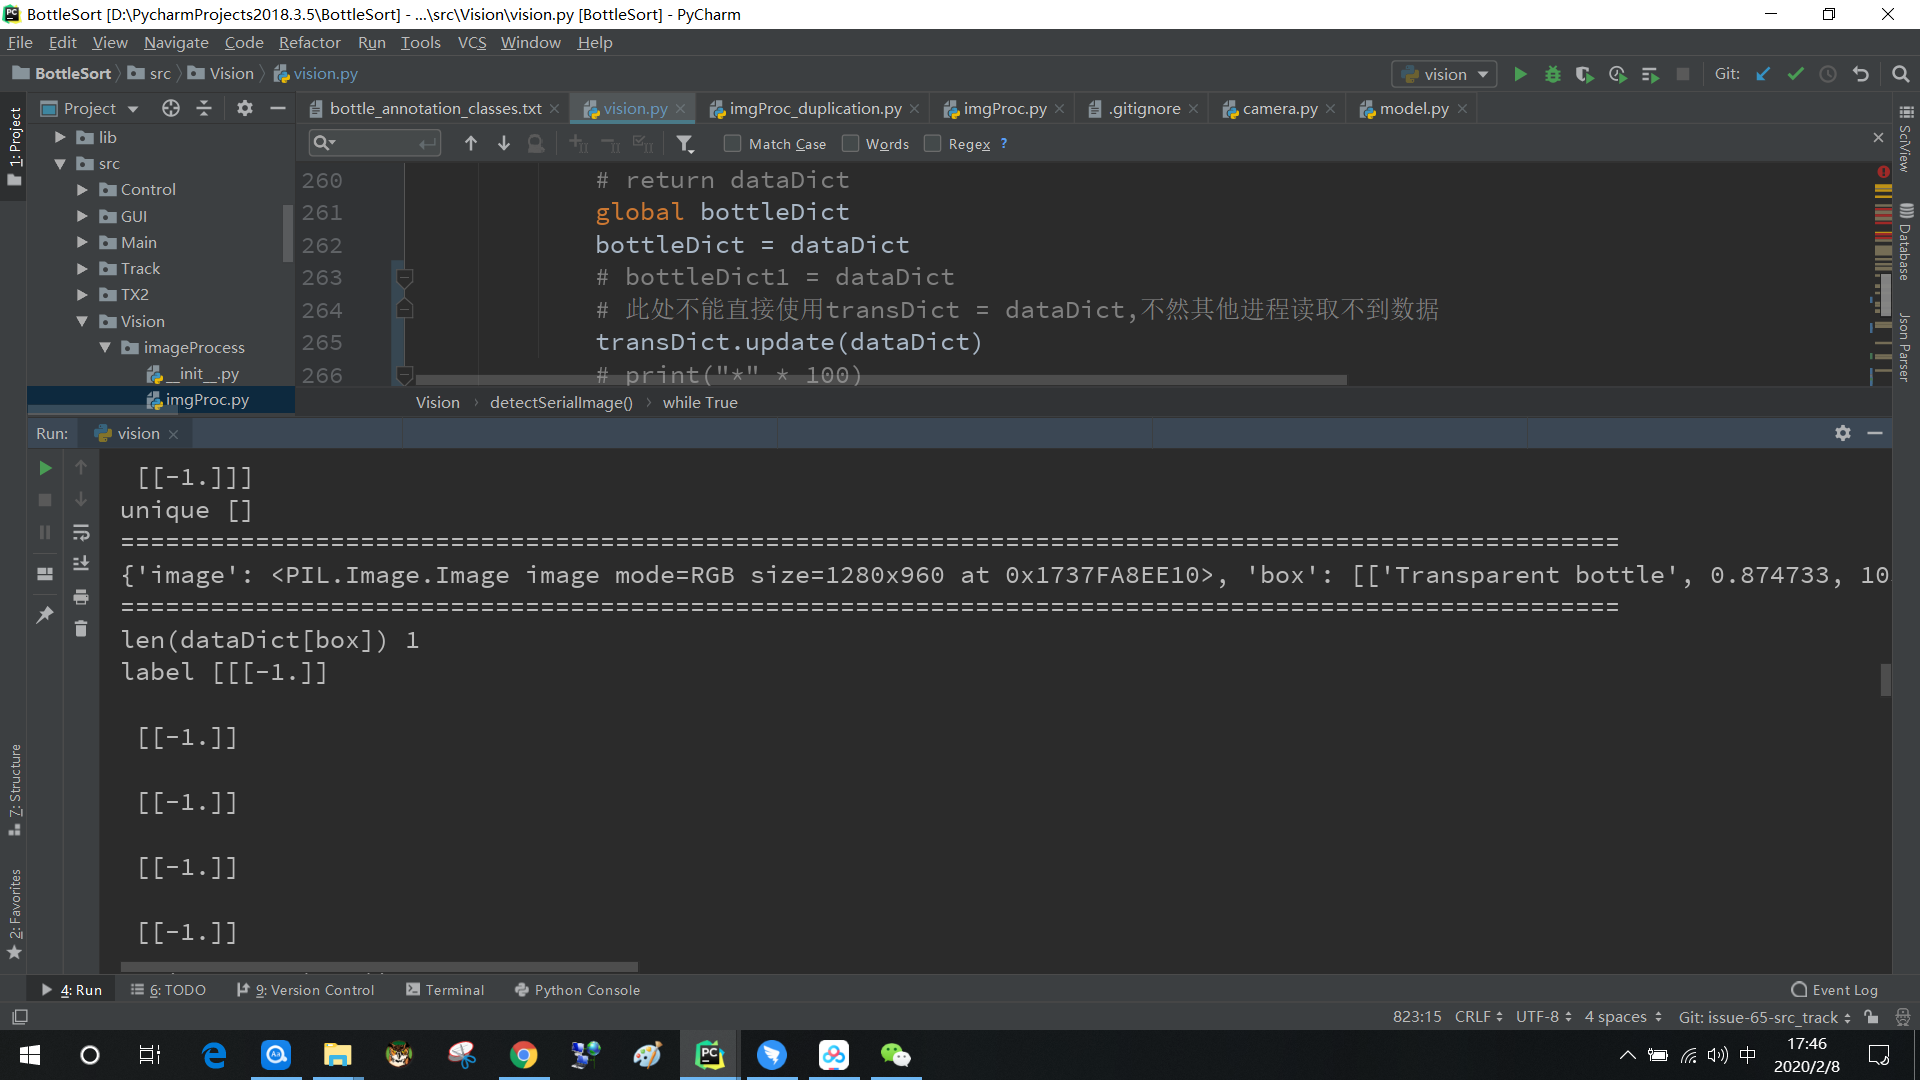 BottleSort [D:\PycharmProjects2018.3.5\BottleSort] - ...\src\Vision\vision.py [BottleSort] - PyCharm
File Edit View Navigate Code Refactor Run Tools VCS Window Help
BottleSort src Vision vision.py
vision Git:
Project
bottle_annotation_classes.txt vision.py imgProc_duplication.py imgProc.py .gitignore camera.py model.py
Match Case Words Regex ?
1: Project
lib
src
Control
GUI
Main
Track
TX2
Vision
imageProcess
__init__.py
imgProc.py
260 # return dataDict
261 global bottleDict
262 bottleDict = dataDict
263 # bottleDict1 = dataDict
264 # 此处不能直接使用transDict = dataDict,不然其他进程读取不到数据
265 transDict.update(dataDict)
266 # print("*" * 100)
Vision detectSerialImage() while True
SciView
Database
Json Parser
Run: vision
[[-1.]]]
unique []
====================================================================================================
{'image': <PIL.Image.Image image mode=RGB size=1280x960 at 0x1737FA8EE10>, 'box': [['Transparent bottle', 0.874733, 10
====================================================================================================
len(dataDict[box]) 1
label [[[-1.]]
[[-1.]]
[[-1.]]
[[-1.]]
[[-1.]]
7: Structure
2: Favorites
4: Run 6: TODO 9: Version Control Terminal Python Console Event Log
823:15 CRLF UTF-8 4 spaces Git: issue-65-src_track
中
17:46
2020/2/8